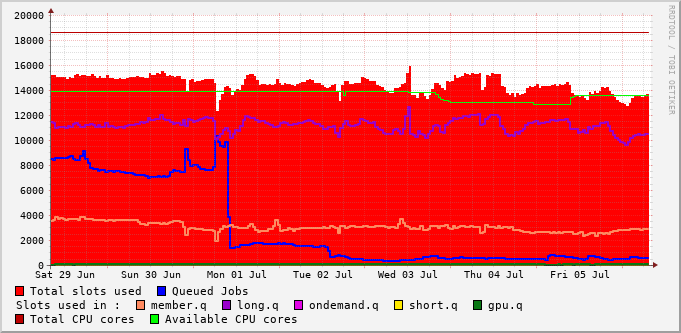 20000
18000
16000
14000
12000
10000
8000
6000
4000
2000
0
Sat 29 Jun Sun 30 Jun Mon 01 Jul Tue 02 Jul Wed 03 Jul Thu 04 Jul Fri 05 Jul
Total slots used Queued Jobs
Slots used in : member.q long.q ondemand.q short.q gpu.q
Total CPU cores Available CPU cores
RRDTOOL / TOBI OETIKER